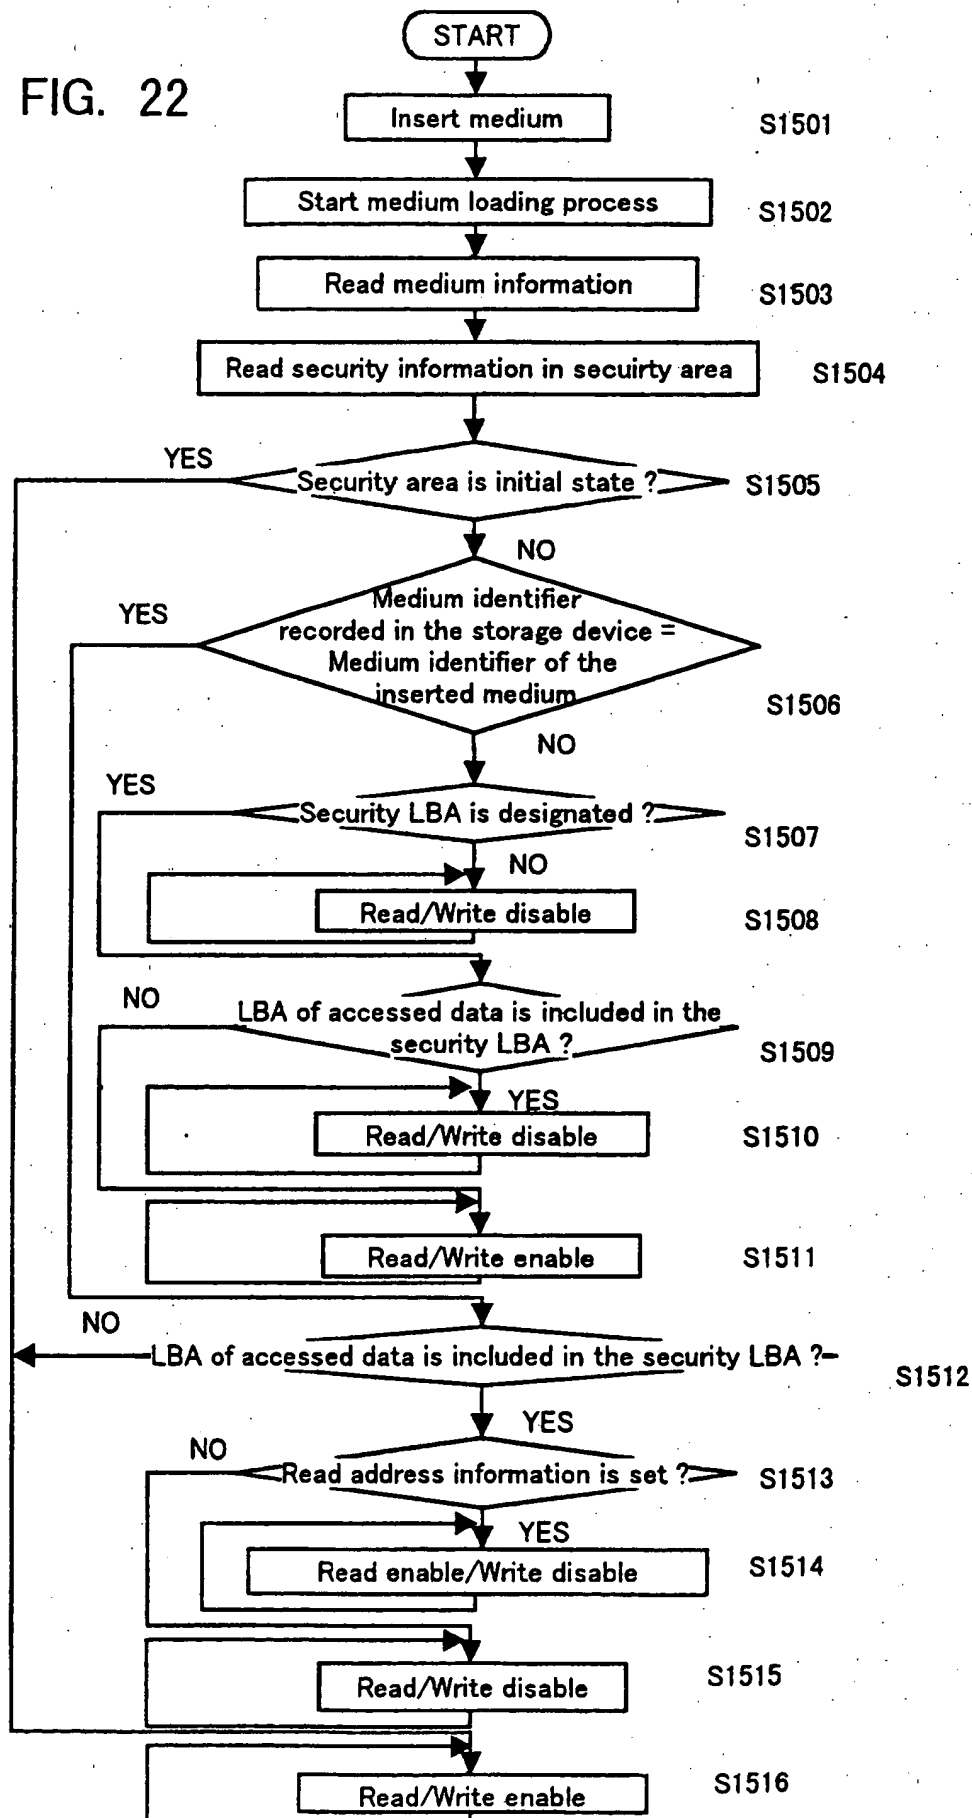 START
FIG. 22
Insert medium
S1501
Start medium loading process
S1502
Read medium information
S1503
Read security information in secuirty area
S1504
YES
Security area is initial state ?
S1505
NO
YES
Medium identifier
recorded in the storage device =
Medium identifier of the
inserted medium
S1506
NO
YES
Security LBA is designated ?
S1507
NO
Read/Write disable
S1508
NO
LBA of accessed data is included in the
security LBA ?
S1509
YES
Read/Write disable
S1510
Read/Write enable
S1511
NO
LBA of accessed data is included in the security LBA ?
S1512
YES
NO
Read address information is set ?
S1513
YES
Read enable/Write disable
S1514
Read/Write disable
S1515
Read/Write enable
S1516